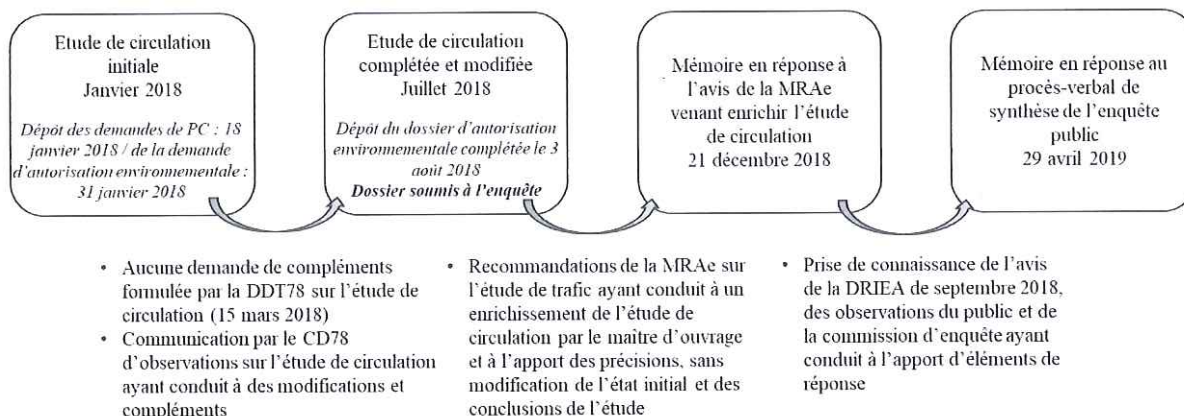 Etude de circulation
initiale
Janvier 2018
Dépôt des demandes de PC : 18
janvier 2018 / de la demande
d'autorisation environnementale :
31 janvier 2018
Etude de circulation
complétée et modifiée
Juillet 2018
Dépôt du dossier d'autorisation
environnementale complétée le 3
août 2018
Dossier soumis à l'enquête
Mémoire en réponse à
l'avis de la MRAe
venant enrichir l'étude
de circulation
21 décembre 2018
Mémoire en réponse au
procès-verbal de
synthèse de l'enquête
public
29 avril 2019
• Aucune demande de compléments
formulée par la DDT78 sur l'étude de
circulation (15 mars 2018)
• Communication par le CD78
d'observations sur l'étude de circulation
ayant conduit à des modifications et
compléments
• Recommandations de la MRAe sur
l'étude de trafic ayant conduit à un
enrichissement de l'étude de
circulation par le maître d'ouvrage
et à l'apport des précisions, sans
modification de l'état initial et des
conclusions de l'étude
• Prise de connaissance de l'avis
de la DRIEA de septembre 2018,
des observations du public et de
la commission d'enquête ayant
conduit à l'apport d'éléments de
réponse